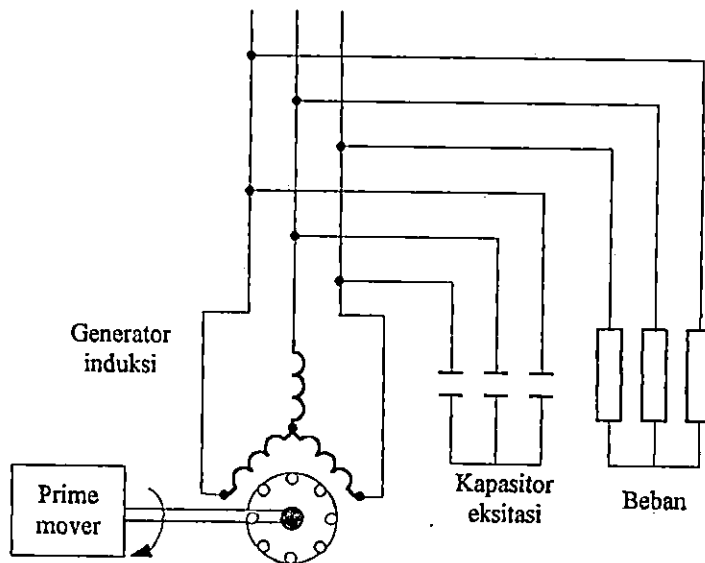 Generator
induksi
Prime
mover
Kapasitor
eksitasi
Beban